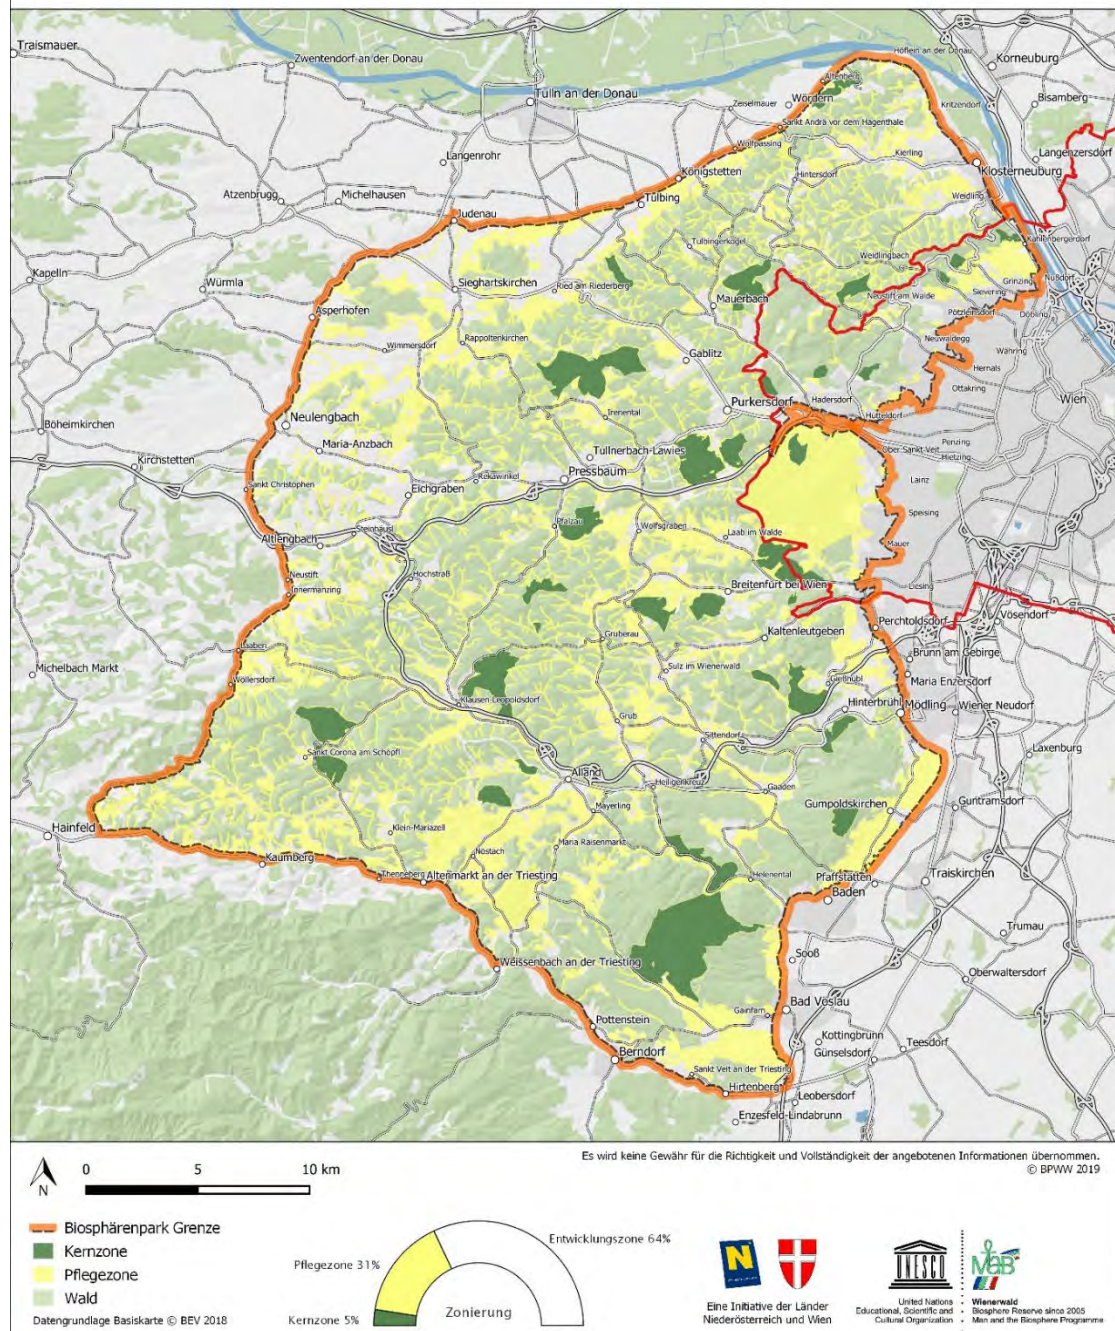 Traismauer
Zwentendorf an der Donau
Höflein an der Donau
Korneuburg
Altenberg
Tulln an der Donau
Wördern
Zeiselmauer
Kritzendorf
Bisamberg
Sankt Andrä vor dem Hagenthale
Wolfpassing
Langenrohr
Kierling
Langenzersdorf
Klosterneuburg
Königstetten
Hintersdorf
Atzenbrugg
Michelhausen
Tulbing
Weidling
Judenau
Kahlenbergerdorf
Tulbingerkogel
Weidlingbach
Kapelln
Würmla
Sieghartskirchen
Ried am Riederberg
Nußdorf
Grinzing
Neustift am Walde
Sievering
Mauerbach
Pötzleinsdorf
Döbling
Asperhofen
Neuwaldegg
Wimmersdorf
Rappoltenkirchen
Währing
Gablitz
Hernals
Ottakring
Hadersdorf
Wien
Purkersdorf
Irenental
Hütteldorf
Böheimkirchen
Neulengbach
Maria-Anzbach
Penzing
Ober Sankt Veit
Hietzing
Kirchstetten
Tullnerbach-Lawies
Rekawinkel
Pressbaum
Lainz
Sankt Christophen
Eichgraben
Speising
Pfalzau
Wolfsgraben
Laab im Walde
Steinhäusl
Altlengbach
Mauer
Neustift
Innermanzing
Hochstraß
Breitenfurt bei Wien
Liesing
Perchtoldsdorf
Vösendorf
Kaltenleutgeben
Gruberau
Laaben
Brunn am Gebirge
Michelbach Markt
Sulz im Wienerwald
Maria Enzersdorf
Wöllersdorf
Gießhübl
Klausen-Leopoldsdorf
Hinterbrühl
Mödling
Wiener Neudorf
Grub
Sittendorf
Sankt Corona am Schöpfl
Laxenburg
Alland
Heiligenkreuz
Gaaden
Mayerling
Gumpoldskirchen
Guntramsdorf
Hainfeld
Klein-Mariazell
Maria Raisenmarkt
Nöstach
Kaumberg
Thenneberg
Altenmarkt an der Triesting
Helenental
Pfaffstätten
Traiskirchen
Baden
Trumau
Sooß
Weissenbach an der Triesting
Oberwaltersdorf
Bad Vöslau
Gainfarn
Pottenstein
Kottingbrunn
Günselsdorf
Teesdorf
Berndorf
Sankt Veit an der Triesting
Hirtenberg
Leobersdorf
Enzesfeld-Lindabrunn
Es wird keine Gewähr für die Richtigkeit und Vollständigkeit der angebotenen Informationen übernommen.
© BPWW 2019
N
0 5 10 km
Biosphärenpark Grenze
Kernzone
Pflegezone
Wald
Datengrundlage Basiskarte © BEV 2018
Entwicklungszone 64%
Pflegezone 31%
Kernzone 5%
Zonierung
N
Eine Initiative der Länder
Niederösterreich und Wien
UNESCO
United Nations
Educational, Scientific and
Cultural Organization
MaB
Wienerwald
Biosphere Reserve since 2005
Man and the Biosphere Programme